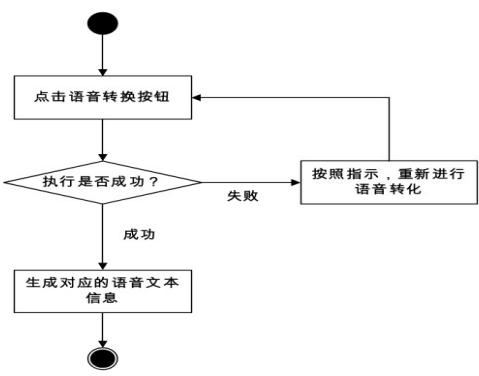 点击语音转换按钮
执行是否成功？
按照指示，重新进行
语音转化
失败
成功
生成对应的语音文本
信息